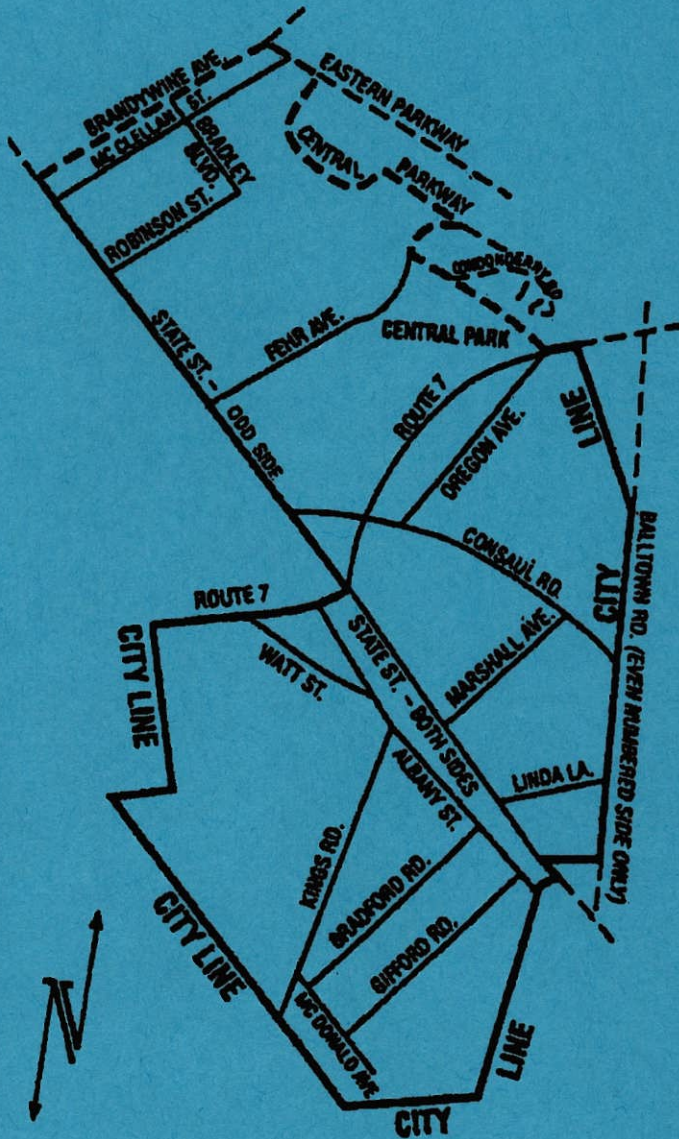 BRANDYWINE AVE.
MC CLELLAN ST.
BRADLEY
BLVD.
ROBINSON ST.
EASTERN PARKWAY
CENTRAL
PARKWAY
STATE ST. - ODD SIDE
FEHR AVE.
CENTRAL PARK
ROUTE 7
OREGON AVE.
LINE
CONSAUL RD.
CITY
BALLTOWN RD. (EVEN NUMBERED SIDE ONLY)
ROUTE 7
CITY LINE
WATT ST.
STATE ST. - BOTH SIDES
MARSHALL AVE.
LINDA LA.
ALBANY ST.
KINGS RD.
BRADFORD RD.
GIFFORD RD.
CITY LINE
MC DONALD AVE
LINE
CITY
N